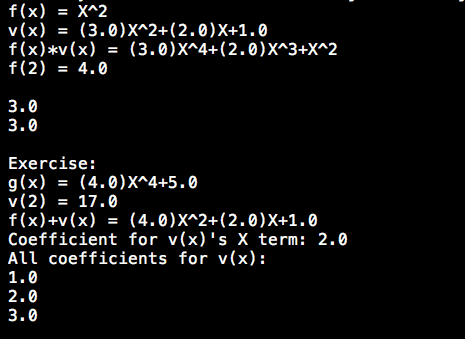 f(x) = X^2
v(x) = (3.0)X^2+(2.0)X+1.0
f(x)*v(x) = (3.0)X^4+(2.0)X^3+X^2
f(2) = 4.0
3.0
3.0
Exercise:
g(x) = (4.0)X^4+5.0
v(2) = 17.0
f(x)+v(x) = (4.0)X^2+(2.0)X+1.0
Coefficient for v(x)'s X term: 2.0
All coefficients for v(x):
1.0
2.0
3.0